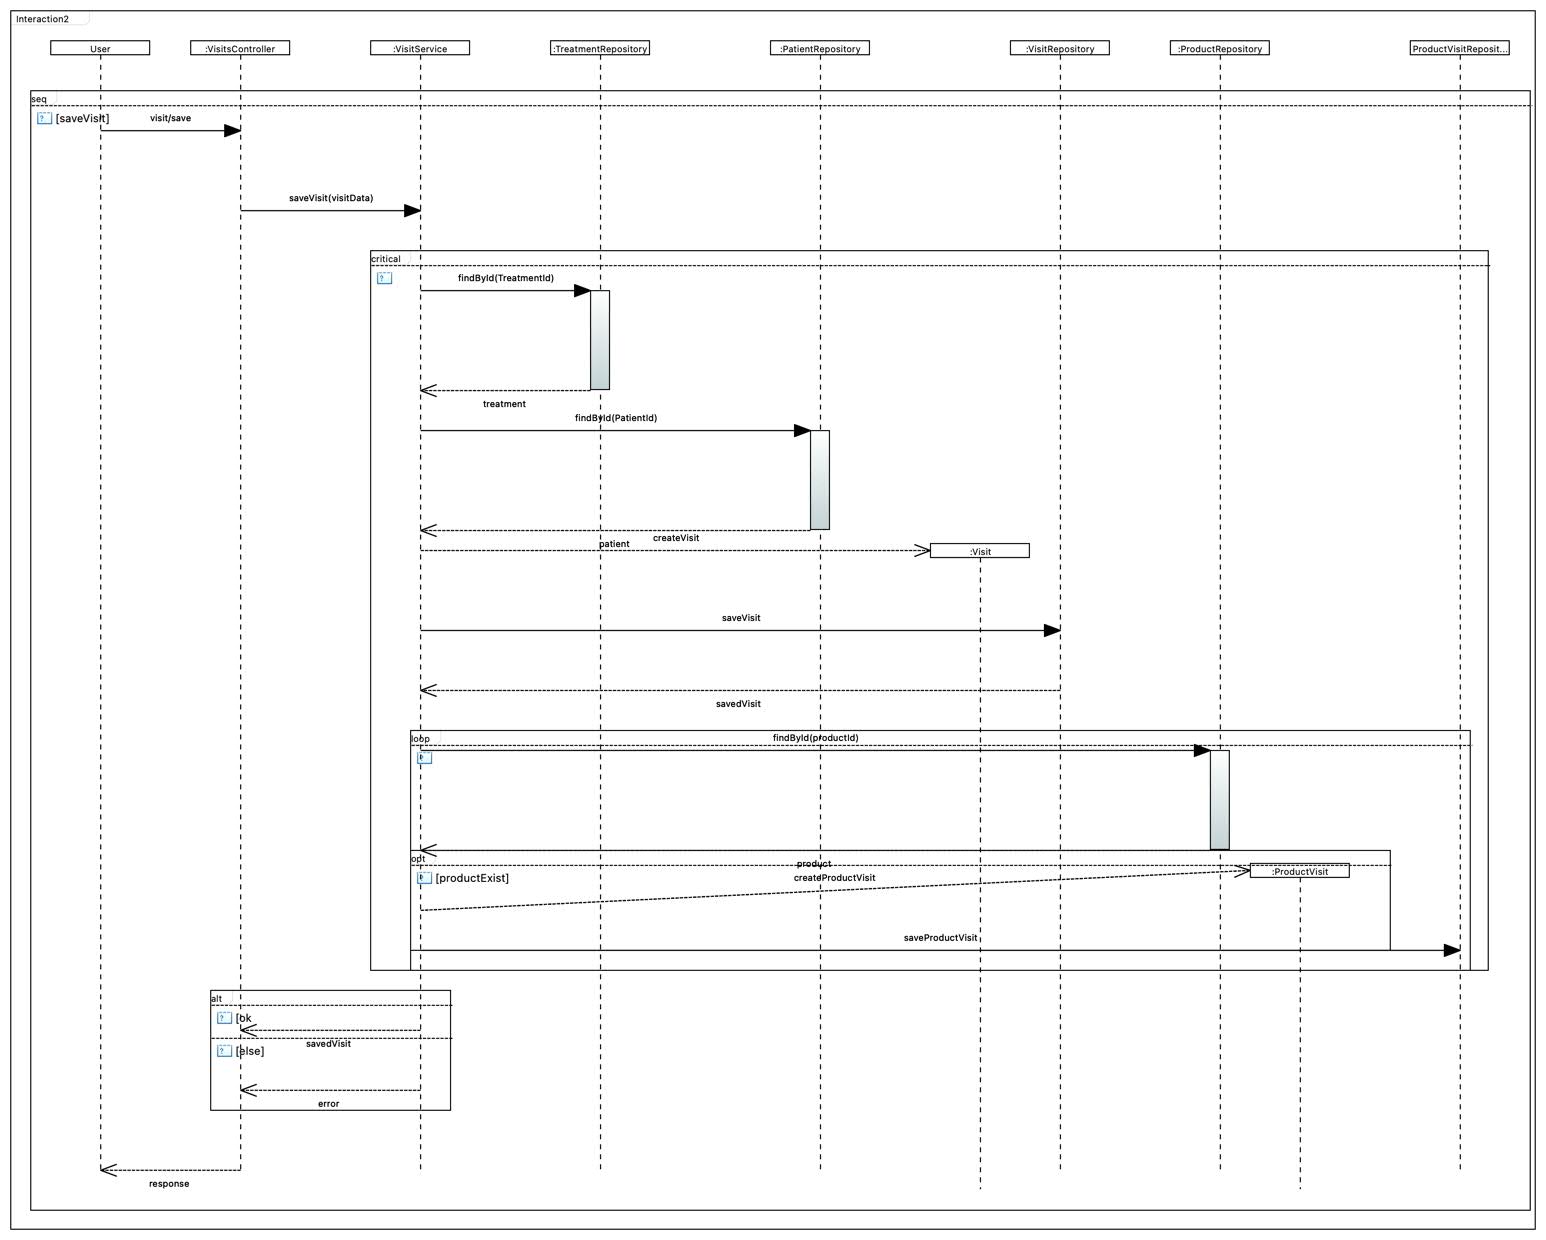 Interaction2
User
:VisitsController
:VisitService
:TreatmentRepository
:PatientRepository
:VisitRepository
:ProductRepository
ProductVisitReposit...
seq
? [saveVisit]
visit/save
saveVisit(visitData)
critical
?
findById(TreatmentId)
treatment
findById(PatientId)
createVisit
patient
:Visit
saveVisit
savedVisit
loop
findById(productId)
opt
product
[productExist]
createProductVisit
:ProductVisit
saveProductVisit
alt
? [ok
savedVisit
? [else]
error
response